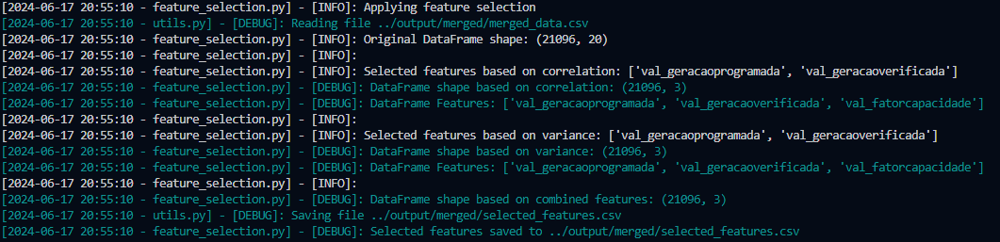 [2024-06-17 20:55:10 - feature_selection.py] - [INFO]: Applying feature selection
[2024-06-17 20:55:10 - utils.py] - [DEBUG]: Reading file ../output/merged/merged_data.csv
[2024-06-17 20:55:10 - feature_selection.py] - [INFO]: Original DataFrame shape: (21096, 20)
[2024-06-17 20:55:10 - feature_selection.py] - [INFO]:
[2024-06-17 20:55:10 - feature_selection.py] - [INFO]: Selected features based on correlation: ['val_geracaoprogramada', 'val_geracaoverificada']
[2024-06-17 20:55:10 - feature_selection.py] - [DEBUG]: DataFrame shape based on correlation: (21096, 3)
[2024-06-17 20:55:10 - feature_selection.py] - [DEBUG]: DataFrame Features: ['val_geracaoprogramada', 'val_geracaoverificada', 'val_fatorcapacidade']
[2024-06-17 20:55:10 - feature_selection.py] - [INFO]:
[2024-06-17 20:55:10 - feature_selection.py] - [INFO]: Selected features based on variance: ['val_geracaoprogramada', 'val_geracaoverificada']
[2024-06-17 20:55:10 - feature_selection.py] - [DEBUG]: DataFrame shape based on variance: (21096, 3)
[2024-06-17 20:55:10 - feature_selection.py] - [DEBUG]: DataFrame Features: ['val_geracaoprogramada', 'val_geracaoverificada', 'val_fatorcapacidade']
[2024-06-17 20:55:10 - feature_selection.py] - [INFO]:
[2024-06-17 20:55:10 - feature_selection.py] - [DEBUG]: DataFrame shape based on combined features: (21096, 3)
[2024-06-17 20:55:10 - utils.py] - [DEBUG]: Saving file ../output/merged/selected_features.csv
[2024-06-17 20:55:10 - feature_selection.py] - [DEBUG]: Selected features saved to ../output/merged/selected_features.csv